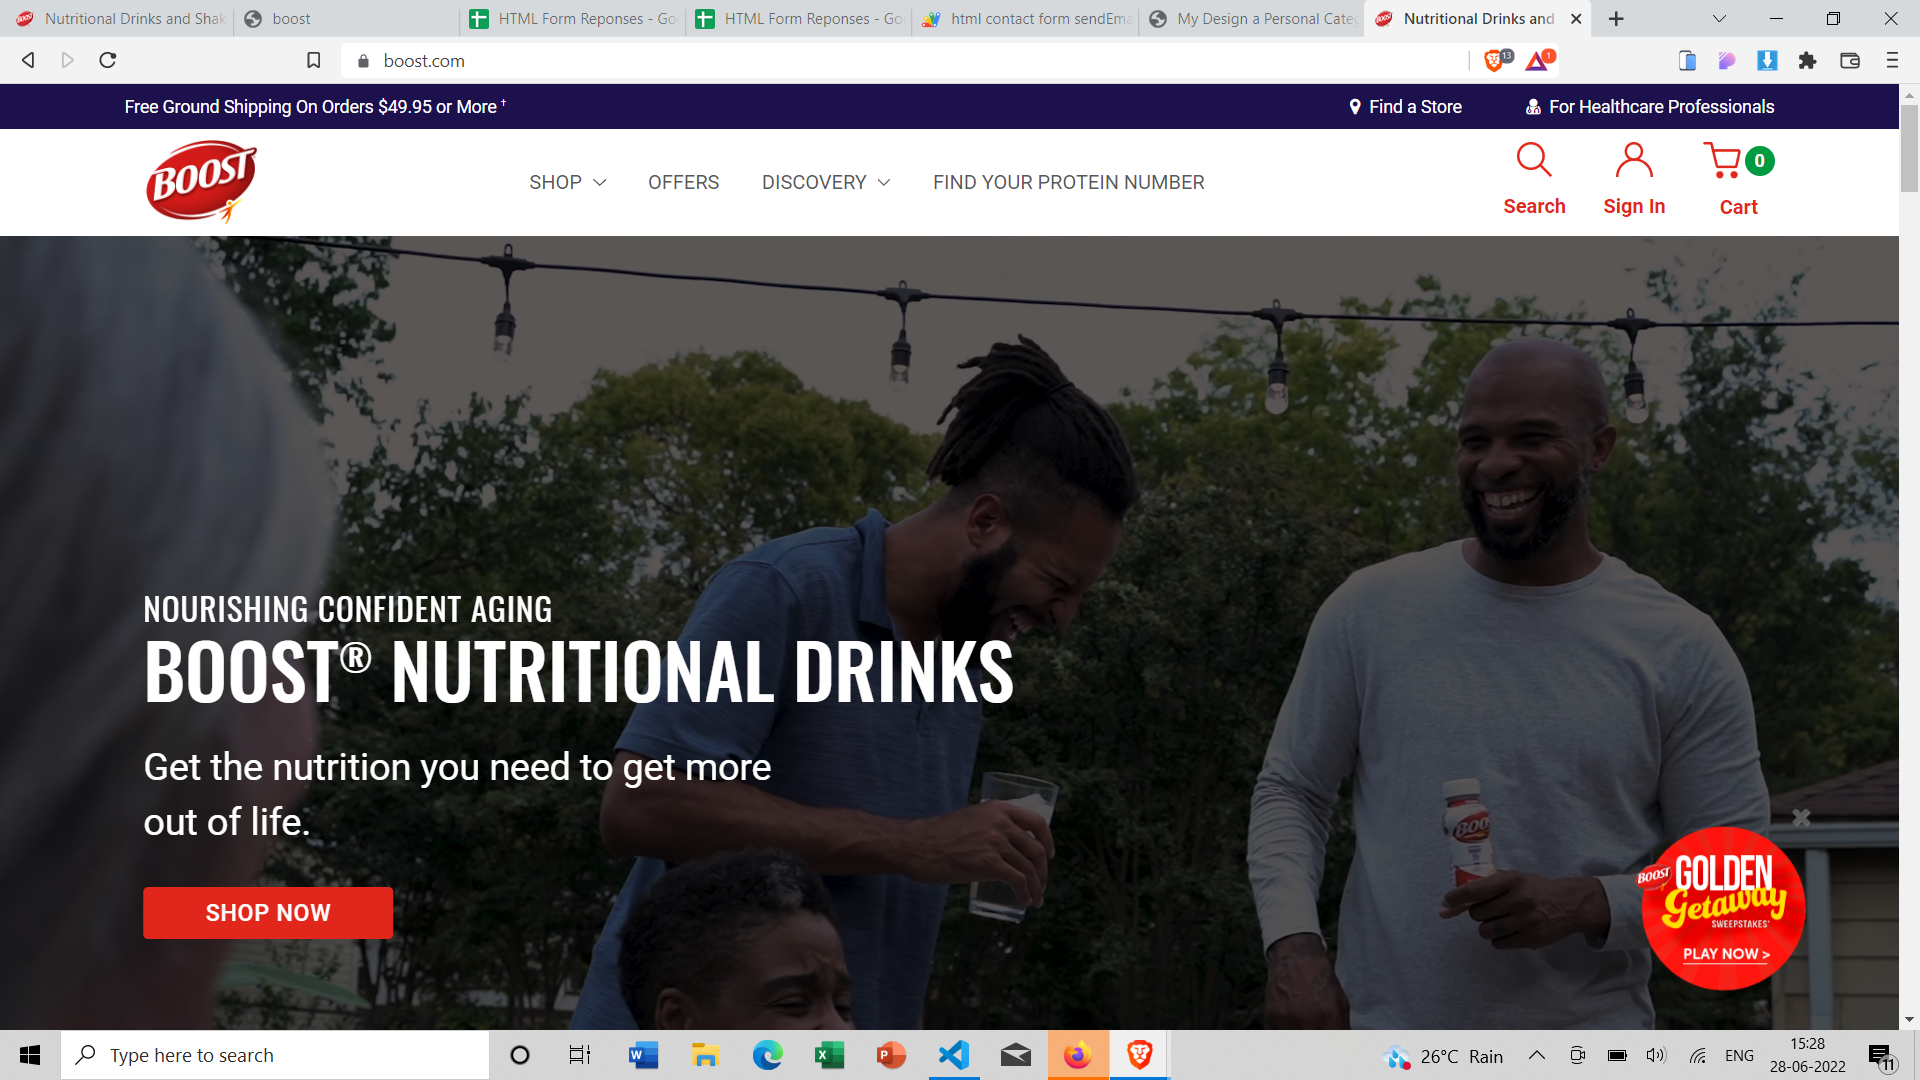 Nutritional Drinks and Shak
boost
HTML Form Reponses - Goo
HTML Form Reponses - Goo
html contact form sendEma
My Design a Personal Categ
Nutritional Drinks and
boost.com
13
1
Free Ground Shipping On Orders $49.95 or More †
Find a Store
For Healthcare Professionals
BOOST
SHOP
OFFERS
DISCOVERY
FIND YOUR PROTEIN NUMBER
Search
Sign In
0
Cart
NOURISHING CONFIDENT AGING
BOOST® NUTRITIONAL DRINKS
Get the nutrition you need to get more
out of life.
SHOP NOW
BOOST
GOLDEN
Getaway
SWEEPSTAKES*
PLAY NOW >
Type here to search
26°C Rain
ENG
15:28
28-06-2022
11